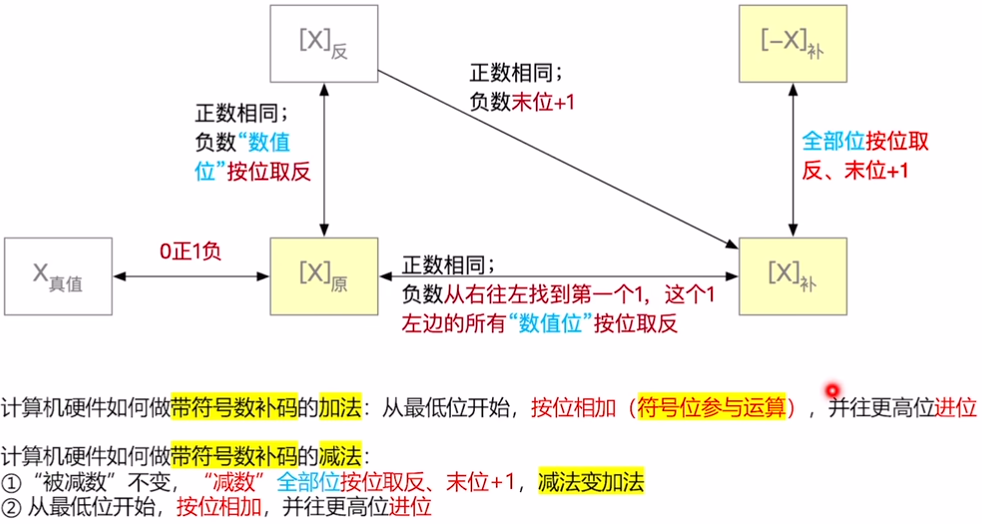 [X]反
[-X]补
正数相同；
负数末位+1
正数相同；
负数“数值
位”按位取反
全部位按位取
反、末位+1
0正1负
X真值
[X]原
正数相同；
负数从右往左找到第一个1，这个1
左边的所有“数值位”按位取反
[X]补
计算机硬件如何做带符号数补码的加法：从最低位开始，按位相加（符号位参与运算），并往更高位进位
计算机硬件如何做带符号数补码的减法：
①“被减数”不变，“减数”全部位按位取反、末位+1，减法变加法
② 从最低位开始，按位相加，并往更高位进位